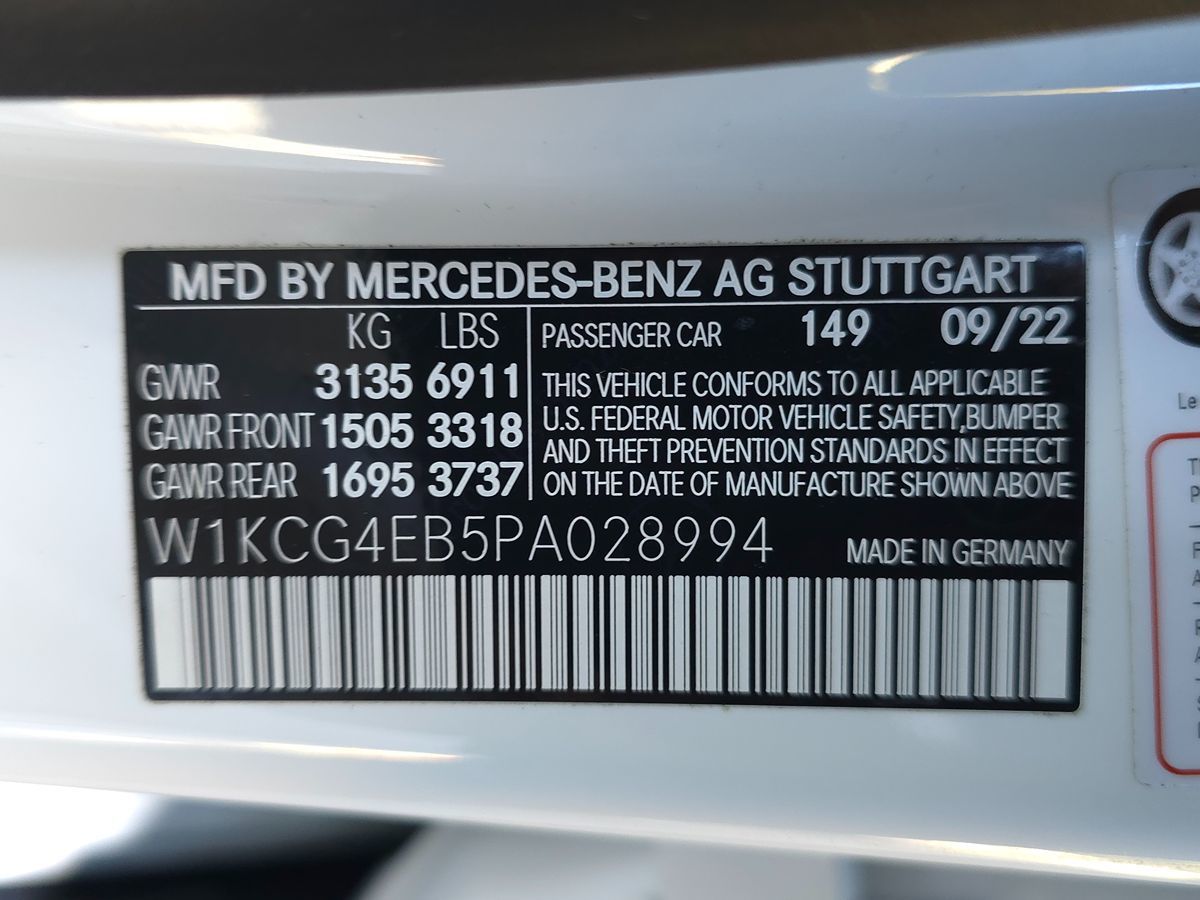 MFD BY MERCEDES-BENZ AG STUTTGART
KG LBS
GVWR 3135 6911
GAWR FRONT 1505 3318
GAWR REAR 1695 3737
PASSENGER CAR 149 09/22
THIS VEHICLE CONFORMS TO ALL APPLICABLE
U.S. FEDERAL MOTOR VEHICLE SAFETY,BUMPER
AND THEFT PREVENTION STANDARDS IN EFFECT
ON THE DATE OF MANUFACTURE SHOWN ABOVE
W1KCG4EB5PA028994
MADE IN GERMANY